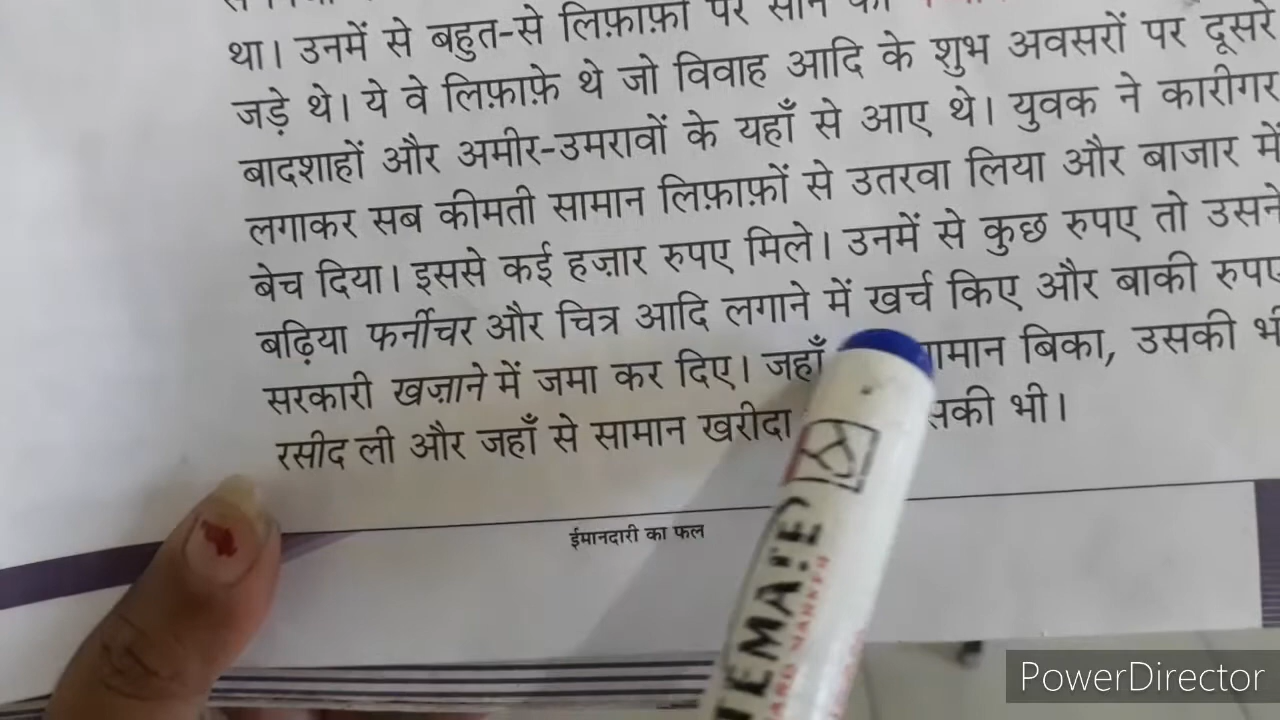 था। उनमें से बहुत-से लिफ़ाफ़ों पर सोने
जड़े थे। ये वे लिफ़ाफ़े थे जो विवाह आदि के शुभ अवसरों पर दूसरे
बादशाहों और अमीर-उमरावों के यहाँ से आए थे। युवक ने कारीगर
लगाकर सब कीमती सामान लिफ़ाफ़ों से उतरवा लिया और बाजार में
बेच दिया। इससे कई हज़ार रुपए मिले। उनमें से कुछ रुपए तो उसने
बढ़िया फर्नीचर और चित्र आदि लगाने में खर्च किए और बाकी रुपए
सरकारी खज़ाने में जमा कर दिए। जहाँ बिका, उसकी भी
रसीद ली और जहाँ से सामान खरीदा भी।
ईमानदारी का फल
TEMATE
PowerDirector